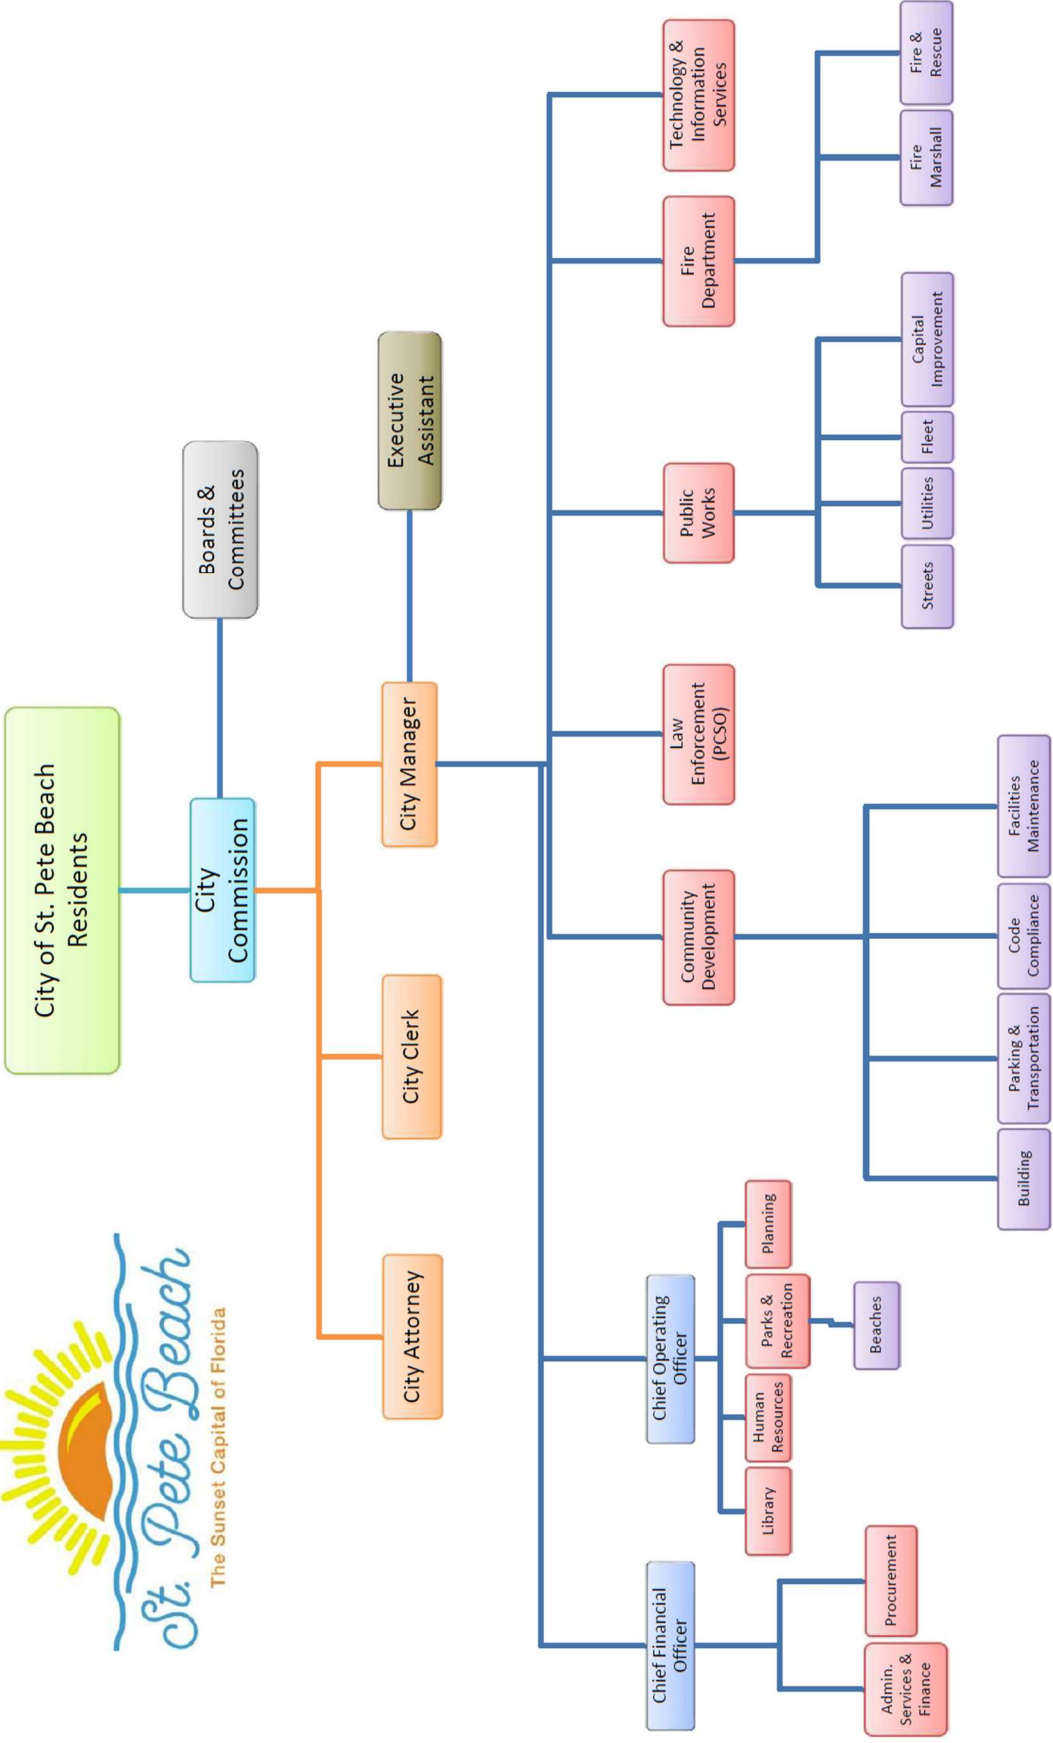 St. Pete Beach
The Sunset Capital of Florida
City of St. Pete Beach
Residents
City
Commission
Boards &
Committees
City Attorney
City Clerk
City Manager
Executive
Assistant
Chief Financial
Officer
Chief Operating
Officer
Community
Development
Law
Enforcement
(PCSO)
Public
Works
Fire
Department
Technology &
Information
Services
Admin.
Services &
Finance
Procurement
Library
Human
Resources
Parks &
Recreation
Planning
Beaches
Building
Parking &
Transportation
Code
Compliance
Facilities
Maintenance
Streets
Utilities
Fleet
Capital
Improvement
Fire
Marshall
Fire &
Rescue